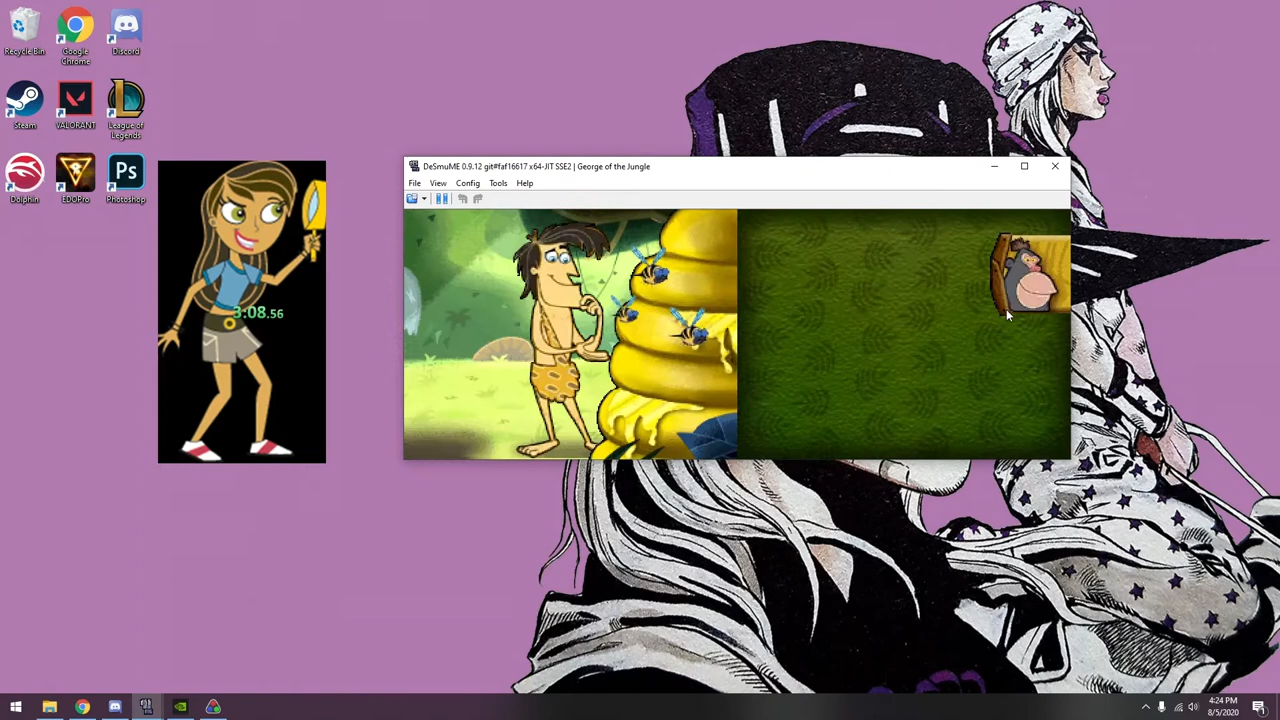 Recycle Bin
Google
Chrome
Discord
Steam
VALORANT
League of
Legends
Dolphin
EDOPro
Ps
Photoshop
3:08.56
DeSmuME 0.9.12 git#faf16617 x64-JIT SSE2 | George of the Jungle
File View Config Tools Help
4:24 PM
8/5/2020
1